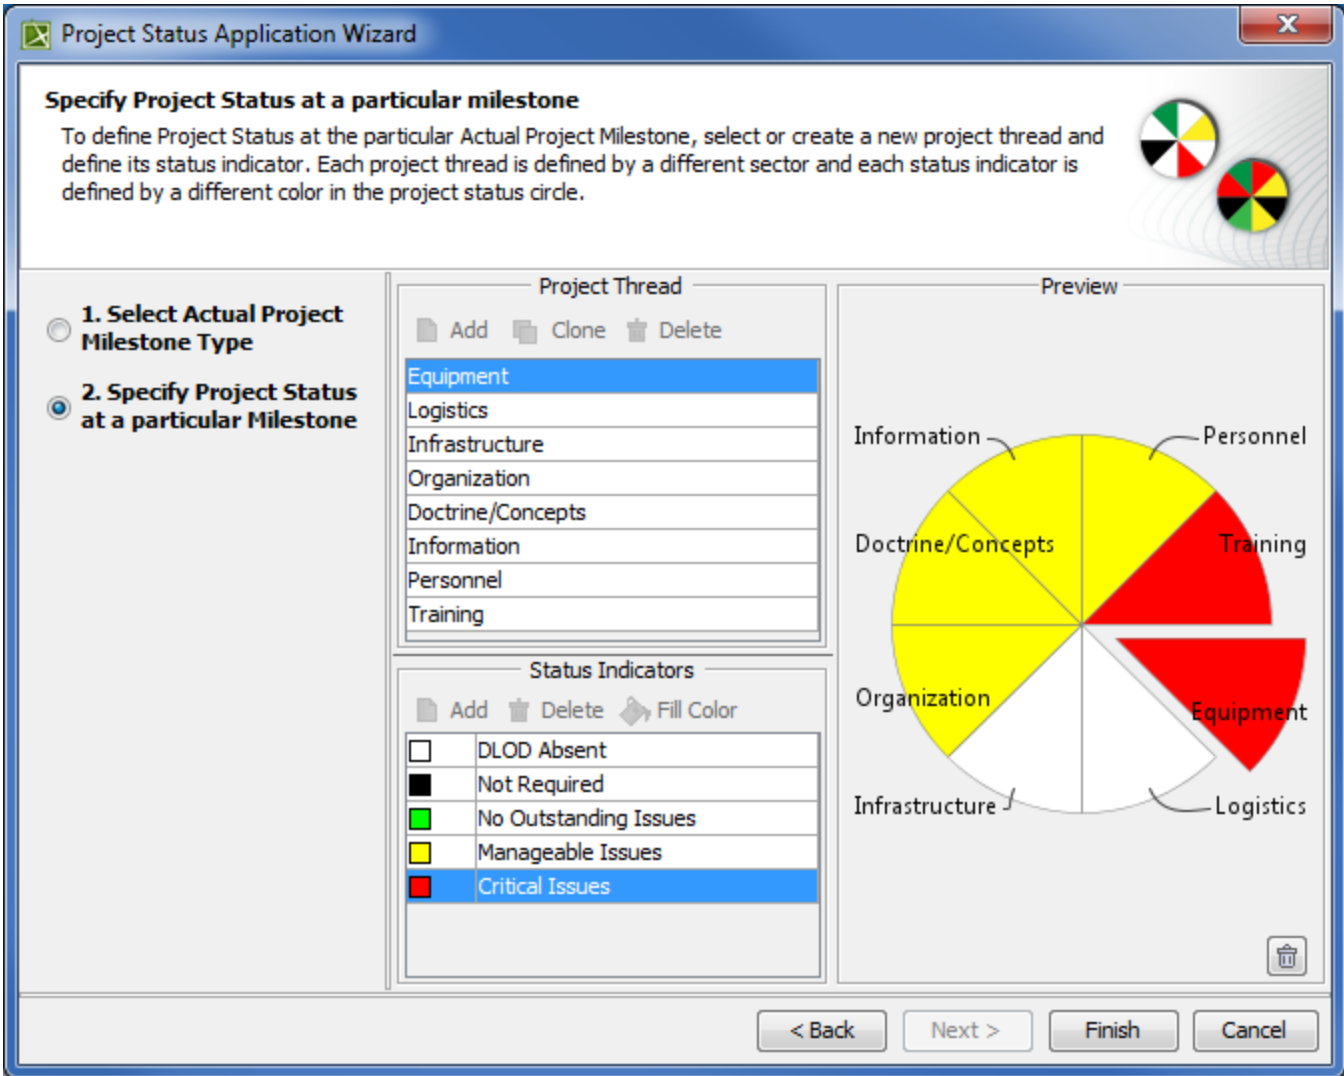 Project Status Application Wizard
Specify Project Status at a particular milestone
To define Project Status at the particular Actual Project Milestone, select or create a new project thread and
define its status indicator. Each project thread is defined by a different sector and each status indicator is
defined by a different color in the project status circle.
1. Select Actual Project
Milestone Type
2. Specify Project Status
at a particular Milestone
Project Thread
Add Clone Delete
Equipment
Logistics
Infrastructure
Organization
Doctrine/Concepts
Information
Personnel
Training
Status Indicators
Add Delete Fill Color
DLOD Absent
Not Required
No Outstanding Issues
Manageable Issues
Critical Issues
Preview
Information Personnel
Doctrine/Concepts Training
Organization Equipment
Infrastructure Logistics
< Back Next > Finish Cancel